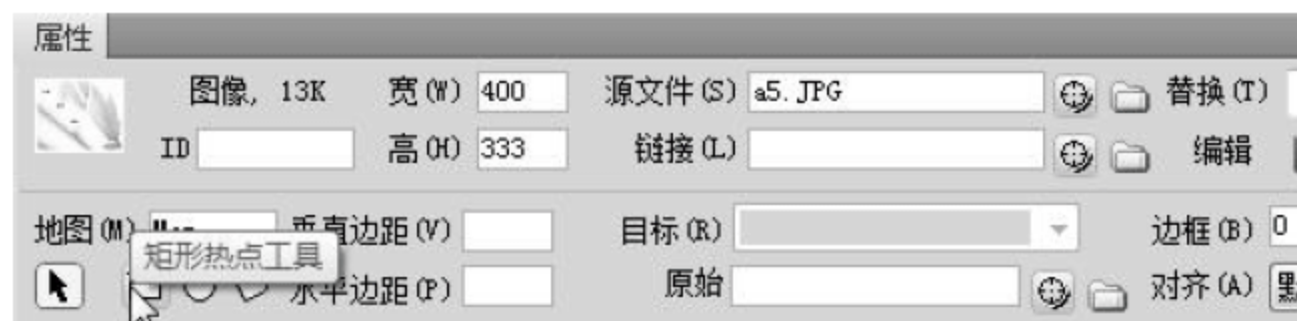 属性
图像, 13K 宽(W) 400 源文件(S) a5.JPG 替换(T)
ID 高(H) 333 链接(L) 编辑
地图(M) 垂直边距(V) 目标(R) 边框(B) 0
矩形热点工具
水平边距(P) 原始 对齐(A) 默